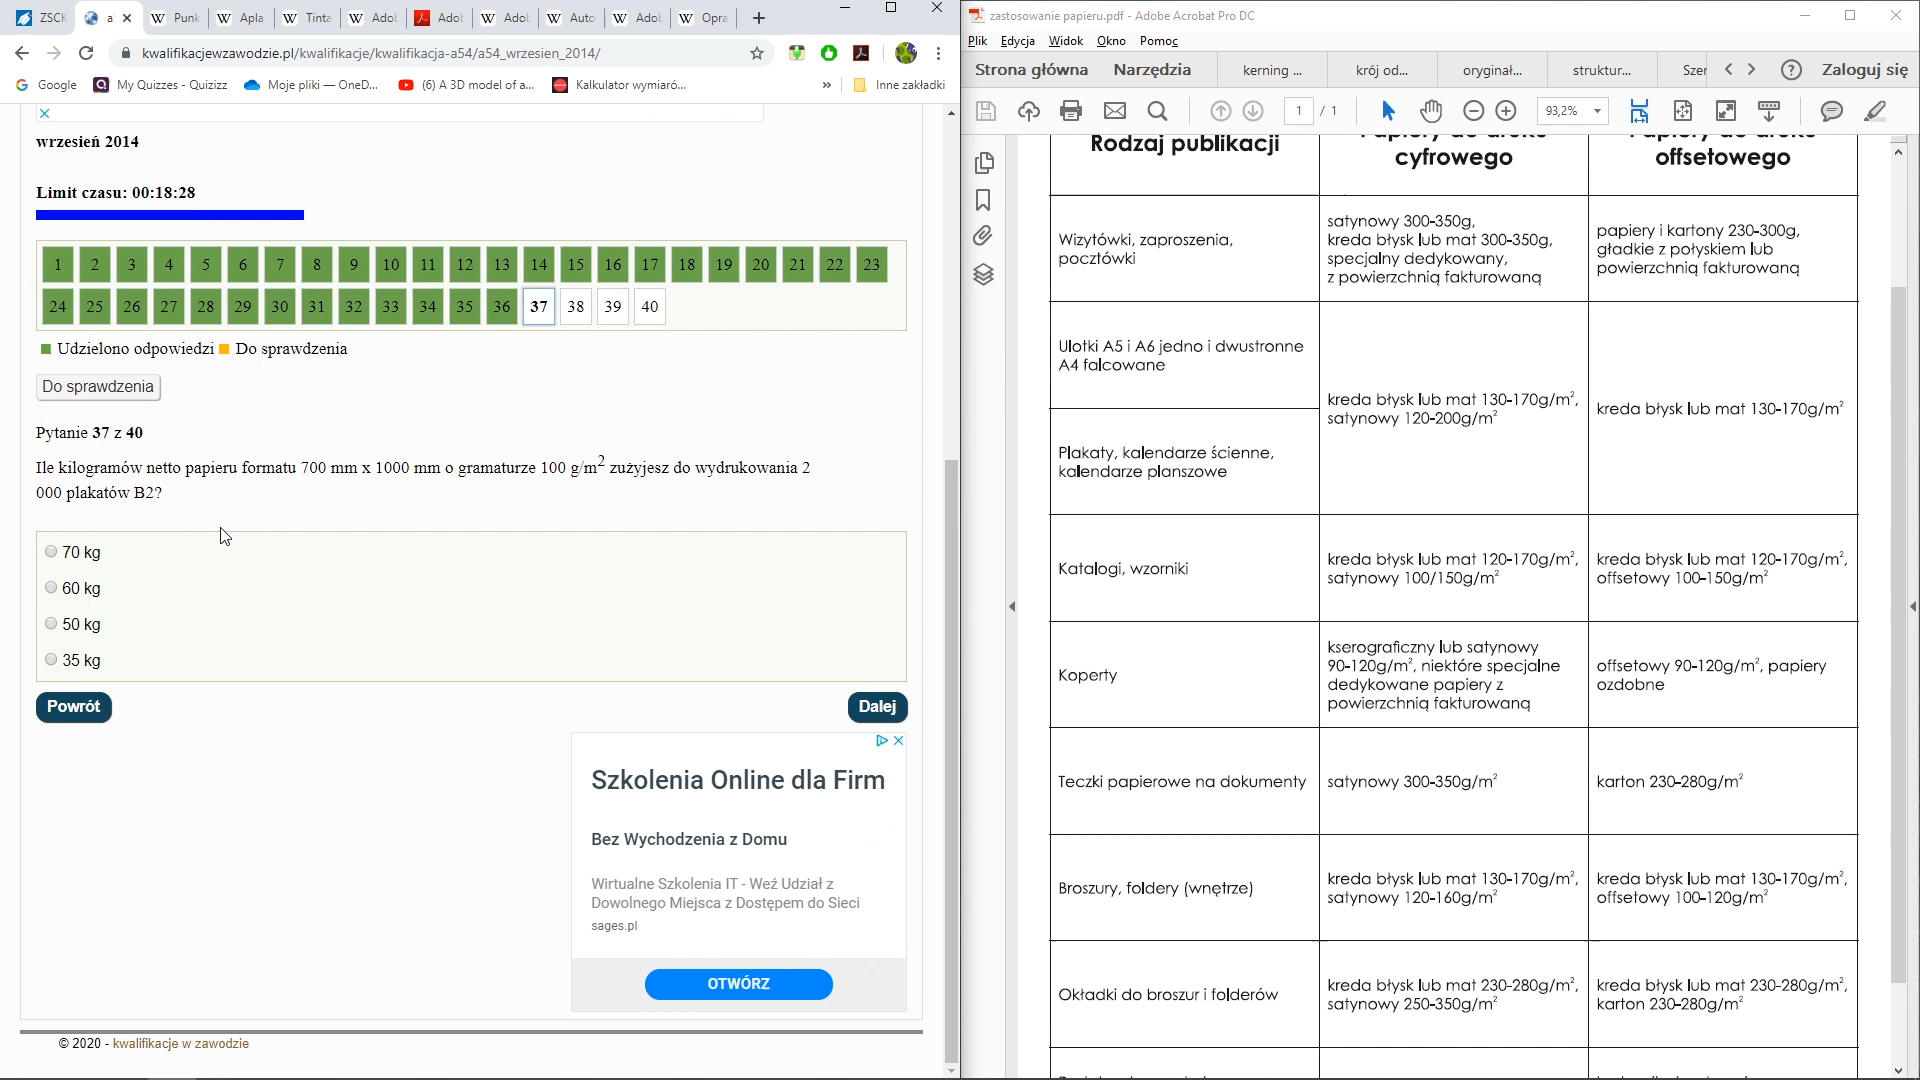 ZSCK
a
Punk
Apla
Tinta
Adol
Adol
Adol
Auto
Adol
Opra
kwalifikacjewzawodzie.pl/kwalifikacje/kwalifikacja-a54/a54_wrzesien_2014/
Google
My Quizzes - Quizizz
Moje pliki — OneD...
(6) A 3D model of a...
Kalkulator wymiaró...
»
Inne zakładki
wrzesień 2014
Limit czasu: 00:18:28
1 2 3 4 5 6 7 8 9 10 11 12 13 14 15 16 17 18 19 20 21 22 23
24 25 26 27 28 29 30 31 32 33 34 35 36 37 38 39 40
Udzielono odpowiedzi Do sprawdzenia
Do sprawdzenia
Pytanie 37 z 40
Ile kilogramów netto papieru formatu 700 mm x 1000 mm o gramaturze 100 g/m² zużyjesz do wydrukowania 2
000 plakatów B2?
70 kg
60 kg
50 kg
35 kg
Powrót
Dalej
Szkolenia Online dla Firm
Bez Wychodzenia z Domu
Wirtualne Szkolenia IT - Weź Udział z
Dowolnego Miejsca z Dostępem do Sieci
sages.pl
OTWÓRZ
© 2020 - kwalifikacje w zawodzie
zastosowanie papieru.pdf - Adobe Acrobat Pro DC
Plik Edycja Widok Okno Pomoc
Strona główna
Narzędzia
kerning ...
krój od...
oryginał...
struktur...
Szer
Zaloguj się
1 / 1
93,2%
Rodzaj publikacji
cyfrowego
offsetowego
Wizytówki, zaproszenia,
pocztówki
satynowy 300-350g,
kreda błysk lub mat 300-350g,
specjalny dedykowany,
z powierzchnią fakturowaną
papiery i kartony 230-300g,
gładkie z połyskiem lub
powierzchnią fakturowaną
Ulotki A5 i A6 jedno i dwustronne
A4 falcowane
kreda błysk lub mat 130-170g/m²,
satynowy 120-200g/m²
kreda błysk lub mat 130-170g/m²
Plakaty, kalendarze ścienne,
kalendarze planszowe
Katalogi, wzorniki
kreda błysk lub mat 120-170g/m²,
satynowy 100/150g/m²
kreda błysk lub mat 120-170g/m²,
offsetowy 100-150g/m²
Koperty
kserograficzny lub satynowy
90-120g/m², niektóre specjalne
dedykowane papiery z
powierzchnią fakturowaną
offsetowy 90-120g/m², papiery
ozdobne
Teczki papierowe na dokumenty
satynowy 300-350g/m²
karton 230-280g/m²
Broszury, foldery (wnętrze)
kreda błysk lub mat 130-170g/m²,
satynowy 120-160g/m²
kreda błysk lub mat 130-170g/m²,
offsetowy 100-120g/m²
Okładki do broszur i folderów
kreda błysk lub mat 230-280g/m²,
satynowy 250-350g/m²
kreda błysk lub mat 230-280g/m²,
karton 230-280g/m²